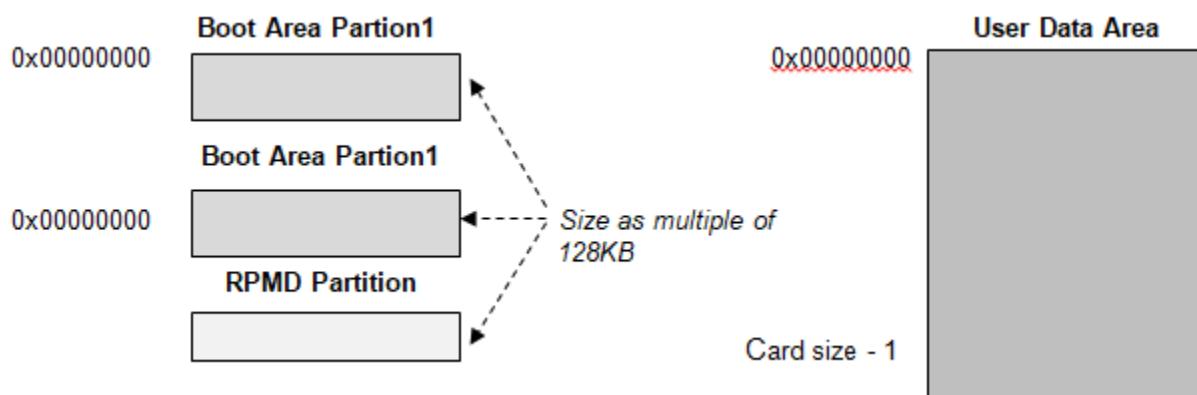 Boot Area Partion1
0x00000000
Boot Area Partion1
0x00000000
Size as multiple of
128KB
RPMD Partition
User Data Area
0x00000000
Card size - 1